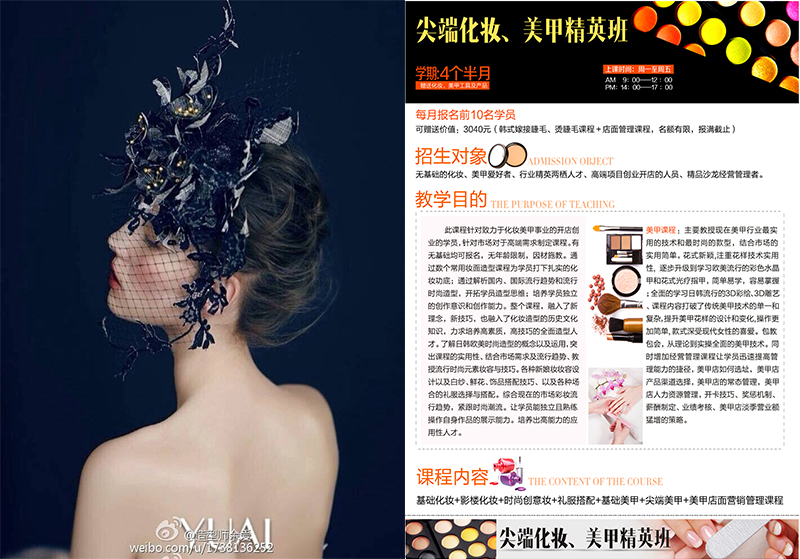 YUAI
weibo.com/u/1738136252
尖端化妆、美甲精英班
学期:4个半月
赠送化妆、美甲工具及产品
上课时间：周一至周五
AM 9：00—12：00
PM: 14：00—17：00
每月报名前10名学员
可赠送价值：3040元（韩式嫁接睫毛、烫睫毛课程＋店面管理课程，名额有限，报满截止）
招生对象 ADMISSION OBJECT
无基础的化妆、美甲爱好者、行业精英两栖人才、高端项目创业开店的人员、精品沙龙经营管理者。
教学目的 THE PURPOSE OF TEACHING
此课程针对致力于化妆美甲事业的开店创
业的学员，针对市场对于高端需求制定课程。有
无基础均可报名，无年龄限制，因材施教。通
过数个常用妆面造型课程为学员打下扎实的化
妆功底；通过解析国内、国际流行趋势和流行
时尚造型，开拓学员造型思维；培养学员独立
的创作意识和创作能力。整个课程，融入了新
理念，新技巧，也融入了化妆造型的历史文化
知识，力求培养高素质，高技巧的全面造型人
才。了解日韩欧美时尚造型的概念以及运用，突
出课程的实用性、结合市场需求及流行趋势、教
授流行时尚元素妆容与技巧。各种新娘妆妆容设
计以及白纱、鲜花、饰品搭配技巧、以及各种场
合的礼服选择与搭配。综合现在的市场彩妆流
行趋势，紧跟时尚潮流。让学员能独立且熟练
操作自身作品的展示能力。培养出高能力的应
用性人才。
美甲课程：主要教授现在美甲行业最实
用的技术和最时尚的款型，结合市场的
实用简单，花式新颖，注重花样技术实用
性，逐步升级到学习欧美流行的彩色水晶
甲和花式光疗指甲，简单易学，容易掌握
；全面的学习日韩流行的3D彩绘、3D雕艺
、课程内容打破了传统美甲技术的单一和
复杂，提升美甲花样的设计和变化，操作更
加简单，款式深受现代女性的喜爱。包教
包会，从理论到实操全面的美甲技术。同
时增加经营管理课程让学员迅速提高管
理能力的捷径，美甲店如何选址，美甲店
产品渠道选择，美甲店的常态管理，美甲
店人力资源管理，开卡技巧、奖惩机制、
薪酬制定、业绩考核、美甲店淡季营业额
猛增的策略。
课程内容 THE CONTENT OF THE COURSE
基础化妆+影楼化妆+时尚创意妆+礼服搭配+基础美甲+尖端美甲+美甲店面营销管理课程
尖端化妆、美甲精英班